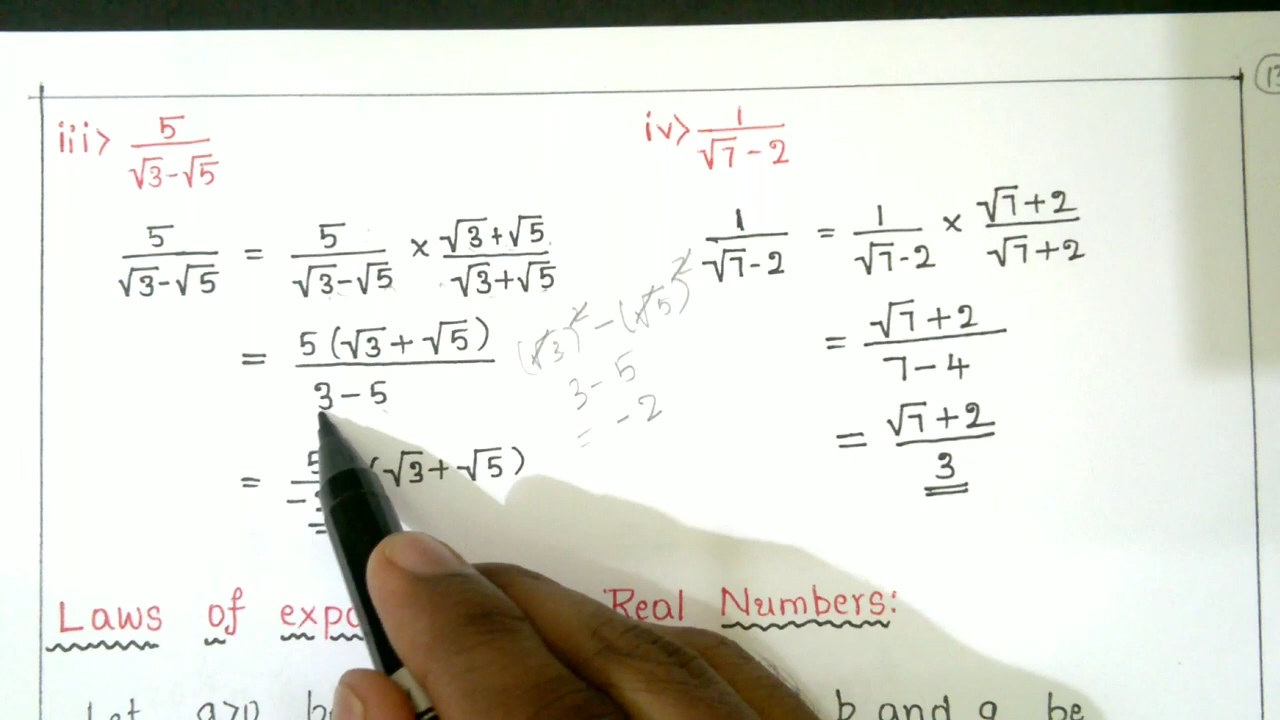 iii> 5/(√3-√5)
5/(√3-√5) = 5/(√3-√5) × (√3+√5)/(√3+√5)
= 5(√3+√5)/(3-5)
(√3)² - (√5)²
3-5
= -2
= (√3+√5)
iv> 1/(√7-2)
1/(√7-2) = 1/(√7-2) × (√7+2)/(√7+2)
= (√7+2)/(7-4)
= (√7+2)/3
Laws of Real Numbers:
Let a>0 b and q be